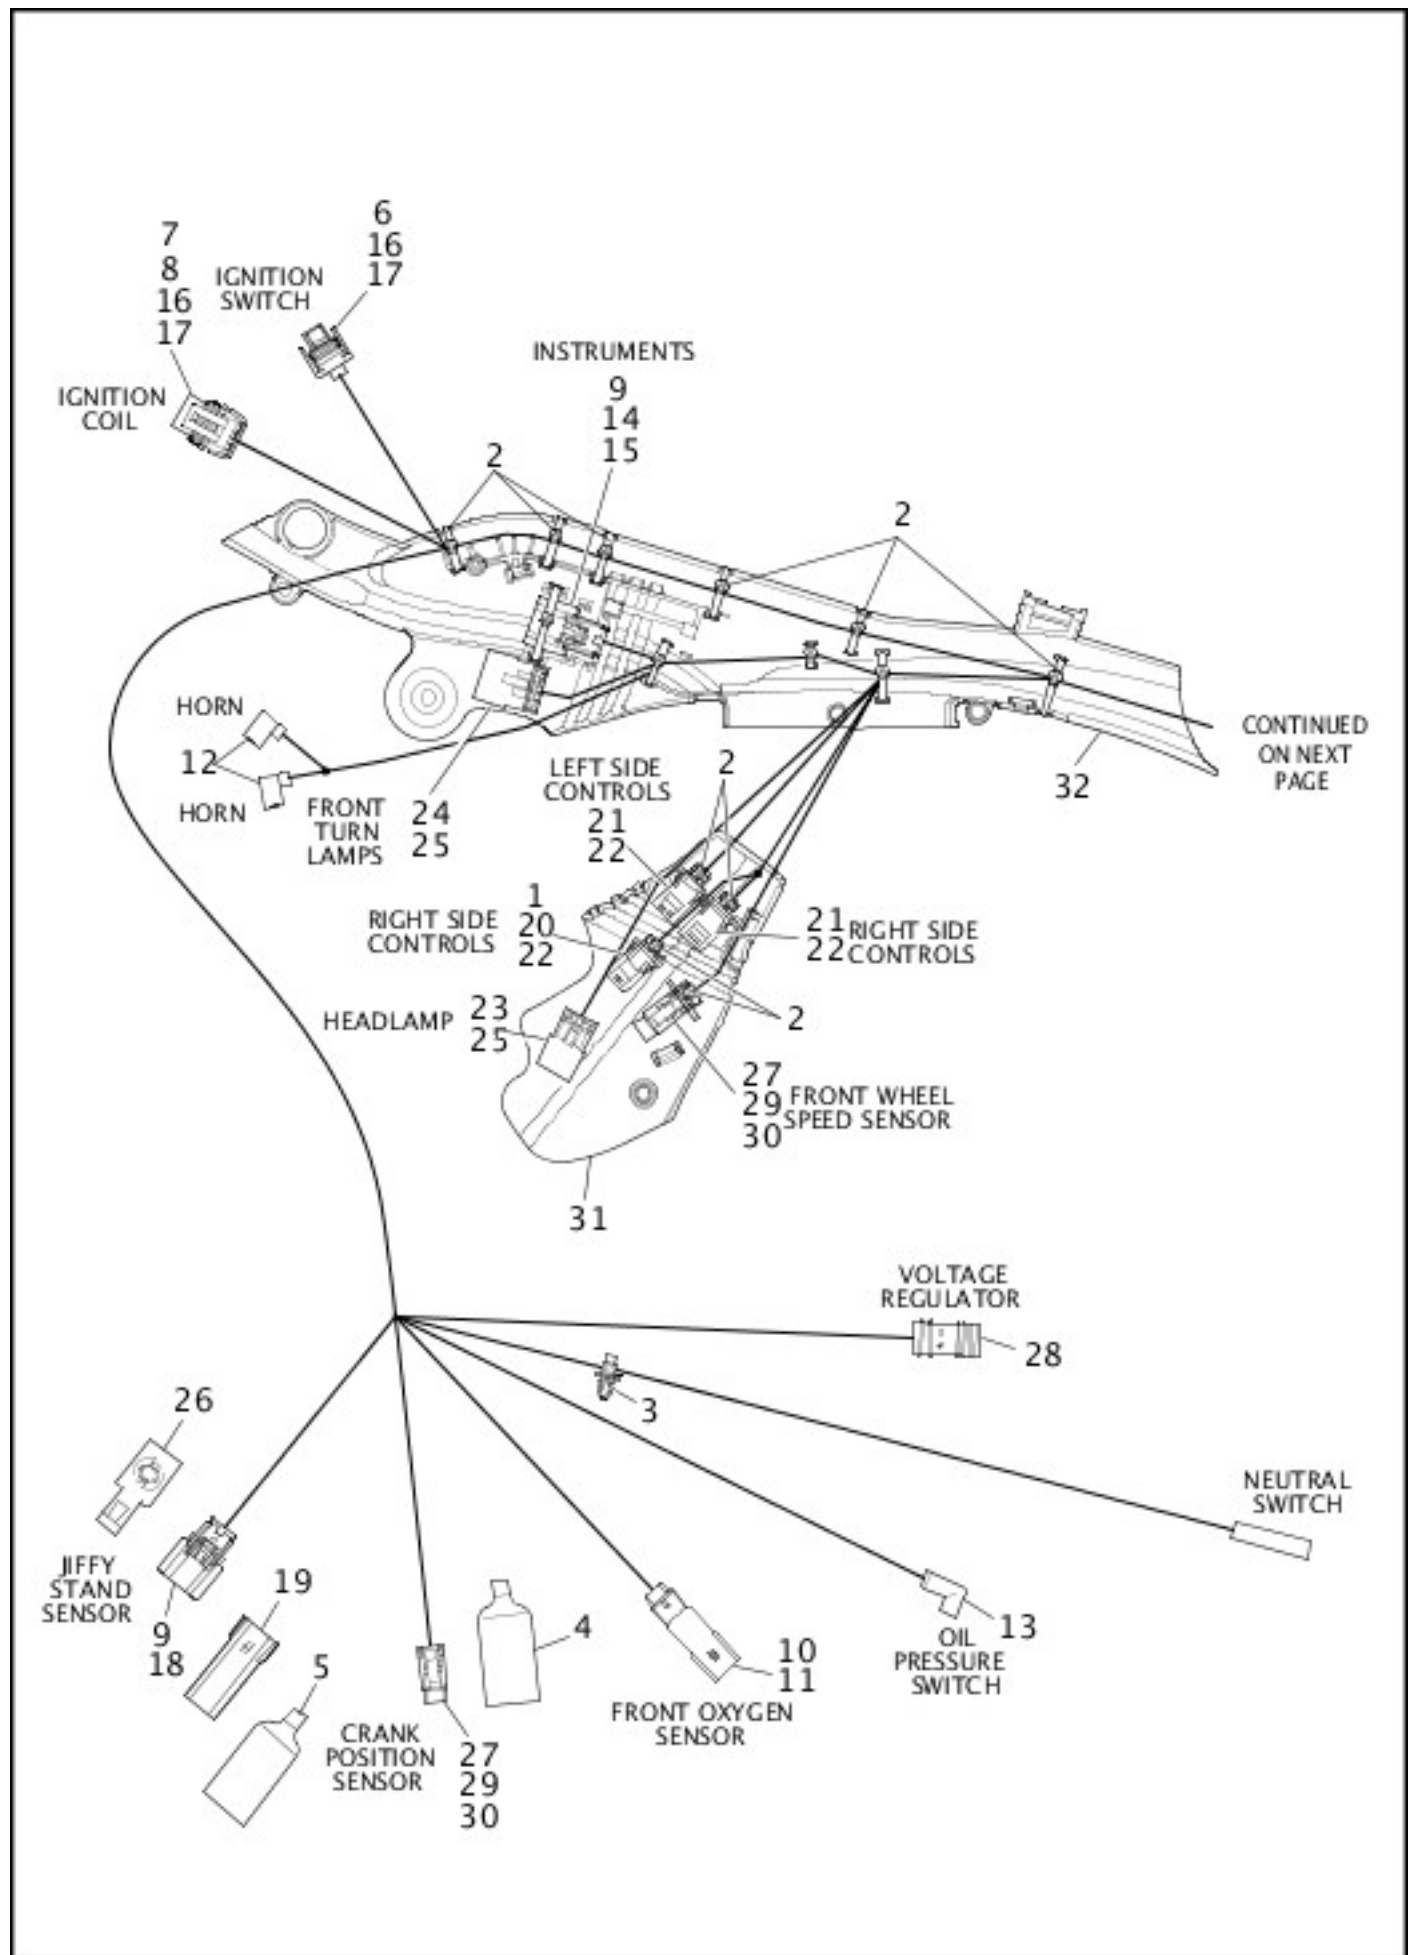 6
16
17
7
8
16
17
IGNITION
SWITCH
IGNITION
COIL
INSTRUMENTS
9
14
15
2
2
HORN
12
HORN
FRONT
TURN
LAMPS
24
25
LEFT SIDE
CONTROLS
21
22
2
CONTINUED
ON NEXT
PAGE
32
RIGHT SIDE
CONTROLS
1
20
22
21
22
RIGHT SIDE
CONTROLS
HEADLAMP
23
25
2
27
29
30
FRONT WHEEL
SPEED SENSOR
31
VOLTAGE
REGULATOR
28
3
26
NEUTRAL
SWITCH
JIFFY
STAND
SENSOR
9
18
19
5
4
13
OIL
PRESSURE
SWITCH
10
11
FRONT OXYGEN
SENSOR
CRANK
POSITION
SENSOR
27
29
30